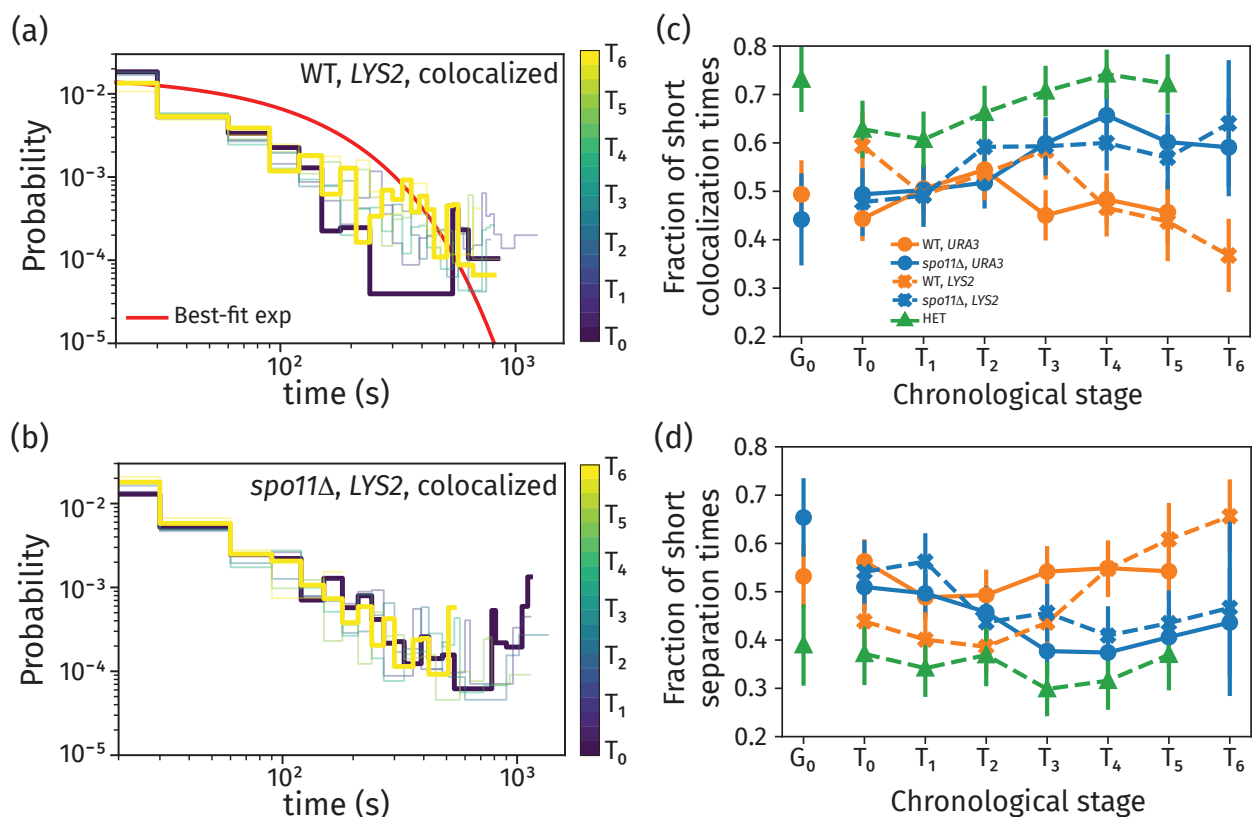 (a)
WT, LYS2, colocalized
Probability
10⁻²
10⁻³
10⁻⁴
10⁻⁵
Best-fit exp
10²
10³
time (s)
T₆
T₅
T₄
T₃
T₂
T₁
T₀
(b)
spo11Δ, LYS2, colocalized
Probability
10⁻²
10⁻³
10⁻⁴
10⁻⁵
10²
10³
time (s)
T₆
T₅
T₄
T₃
T₂
T₁
T₀
(c)
Fraction of short
colocalization times
0.8
0.7
0.6
0.5
0.4
0.3
0.2
WT, URA3
spo11Δ, URA3
WT, LYS2
spo11Δ, LYS2
HET
G₀ T₀ T₁ T₂ T₃ T₄ T₅ T₆
Chronological stage
(d)
Fraction of short
separation times
0.8
0.7
0.6
0.5
0.4
0.3
0.2
G₀ T₀ T₁ T₂ T₃ T₄ T₅ T₆
Chronological stage